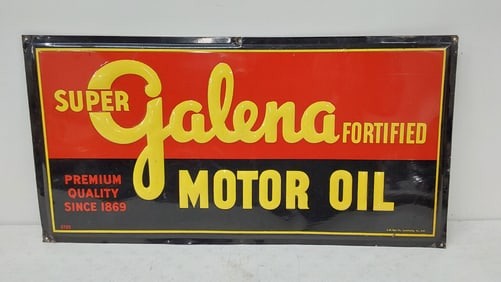 SUPER Galena FORTIFIED
MOTOR OIL
PREMIUM
QUALITY
SINCE 1869